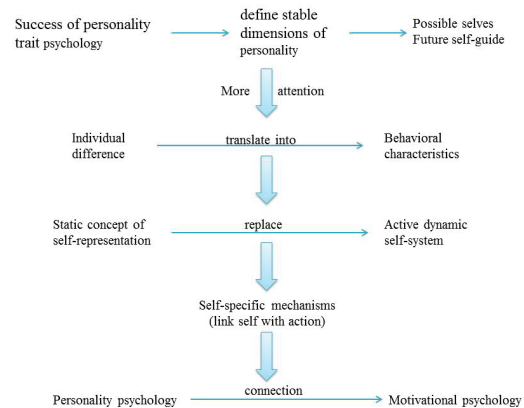 Success of personality
trait psychology
define stable
dimensions of
personality
Possible selves
Future self-guide
More attention
Individual
difference
translate into
Behavioral
characteristics
Static concept of
self-representation
replace
Active dynamic
self-system
Self-specific mechanisms
(link self with action)
Personality psychology
connection
Motivational psychology